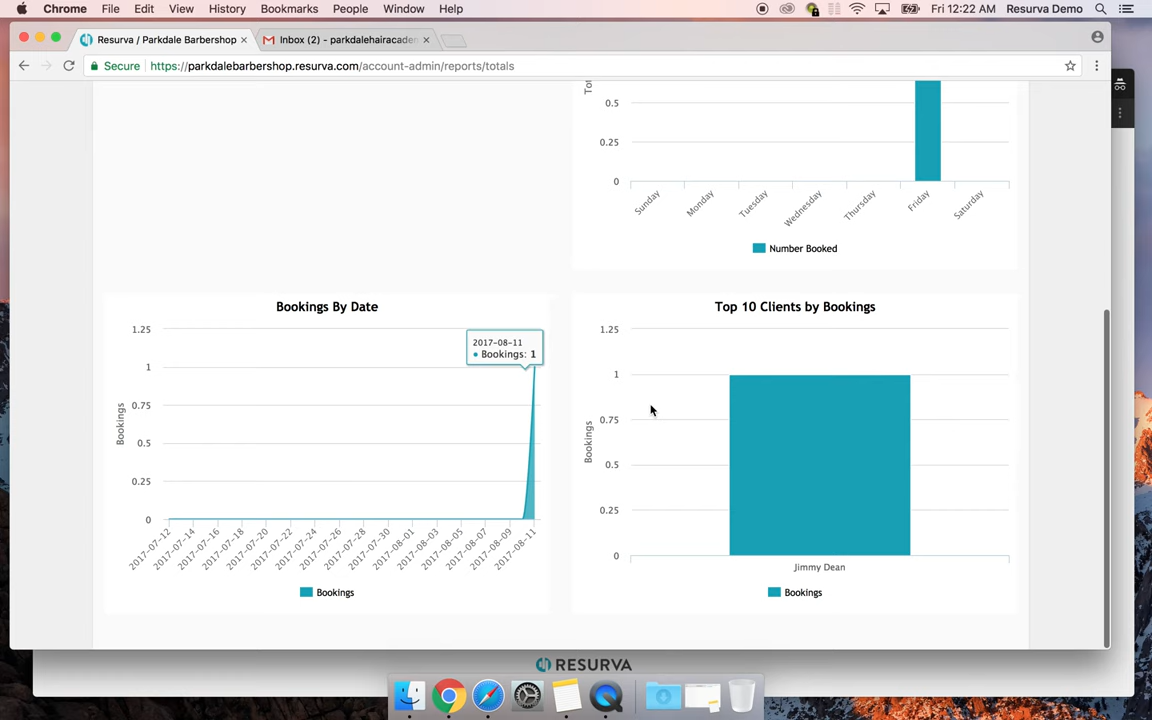 Chrome File Edit View History Bookmarks People Window Help
Fri 12:22 AM Resurva Demo
Resurva / Parkdale Barbershop
Inbox (2) - parkdalehairacaden
Secure https://parkdalebarbershop.resurva.com/account-admin/reports/totals
Tot
0.5
0.25
0
Sunday Monday Tuesday Wednesday Thursday Friday Saturday
Number Booked
Bookings By Date
1.25
1
0.75
0.5
0.25
0
Bookings
2017-08-11
Bookings: 1
2017-07-12 2017-07-14 2017-07-16 2017-07-18 2017-07-20 2017-07-22 2017-07-24 2017-07-26 2017-07-28 2017-07-30 2017-08-01 2017-08-03 2017-08-05 2017-08-07 2017-08-09 2017-08-11
Bookings
Top 10 Clients by Bookings
1.25
1
0.75
0.5
0.25
0
Bookings
Jimmy Dean
Bookings
RESURVA